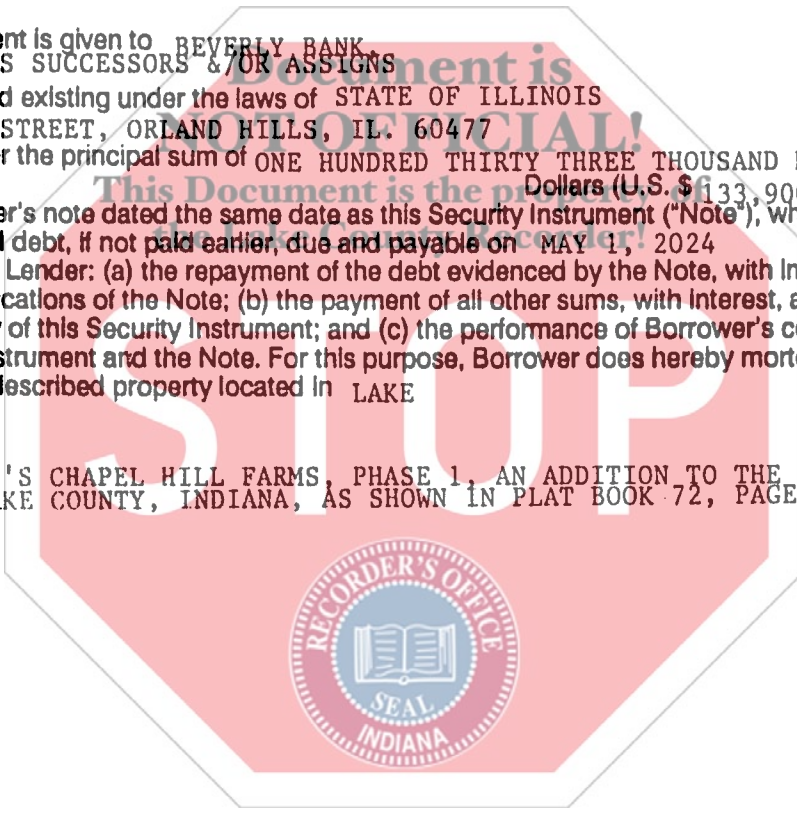 ent is given to BEVERLY BANK,
S SUCCESSORS &/OR ASSIGNS
Document is
d existing under the laws of STATE OF ILLINOIS
STREET, ORLAND HILLS, IL. 60477
NOT OFFICIAL!
r the principal sum of ONE HUNDRED THIRTY THREE THOUSAND
This Document is the property of
Dollars (U.S. $ 133,90
er's note dated the same date as this Security Instrument ("Note"), wh
the Lake County Recorder!
d debt, if not paid earlier, due and payable on MAY 1, 2024
Lender: (a) the repayment of the debt evidenced by the Note, with in
cations of the Note; (b) the payment of all other sums, with interest, a
of this Security Instrument; and (c) the performance of Borrower's c
strument and the Note. For this purpose, Borrower does hereby mort
escribed property located in LAKE
STOP
'S CHAPEL HILL FARMS, PHASE 1, AN ADDITION TO THE
KE COUNTY, INDIANA, AS SHOWN IN PLAT BOOK 72, PAGE
RECORDER'S OFFICE
SEAL
INDIANA